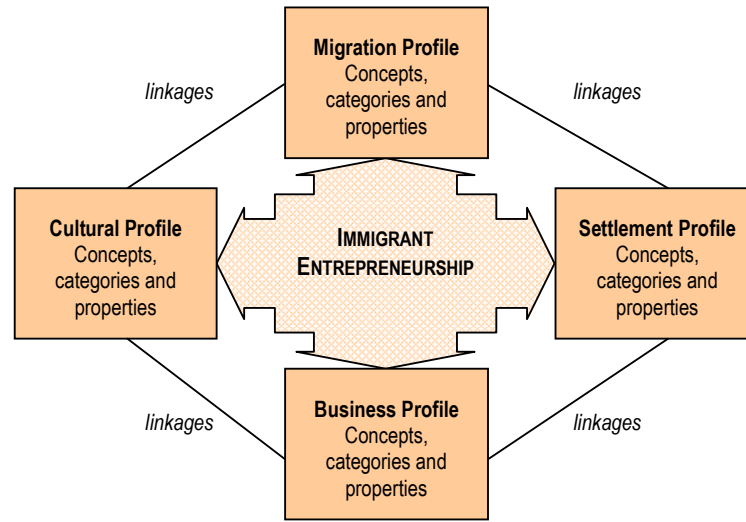 Migration Profile
Concepts,
categories and
properties
linkages
linkages
Cultural Profile
Concepts,
categories and
properties
IMMIGRANT
ENTREPRENEURSHIP
Settlement Profile
Concepts,
categories and
properties
linkages
linkages
Business Profile
Concepts,
categories and
properties